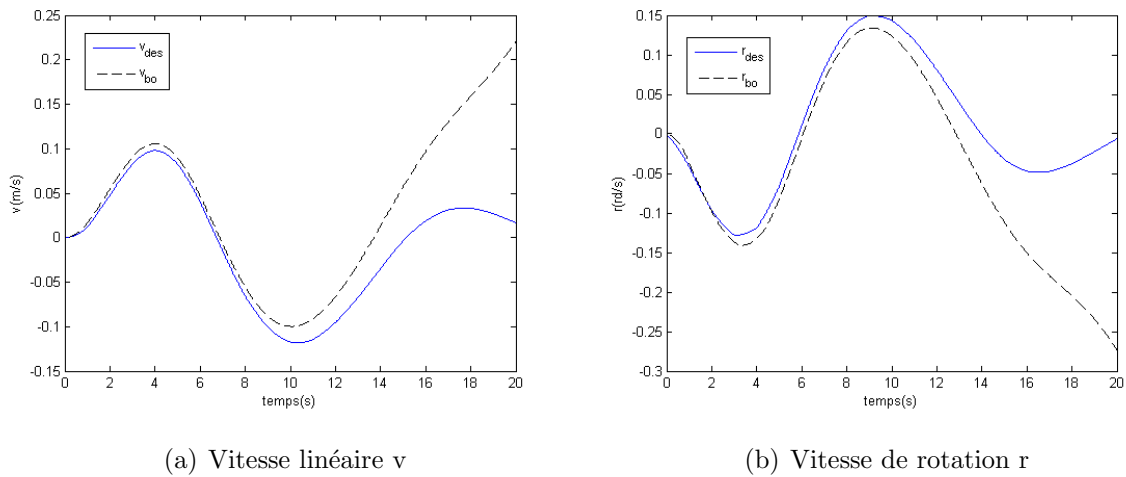 0.25
0.2
0.15
0.1
0.05
0
-0.05
-0.1
-0.15
v(m/s)
v_des
v_bo
0 2 4 6 8 10 12 14 16 18 20
temps(s)
(a) Vitesse linéaire v
0.15
0.1
0.05
0
-0.05
-0.1
-0.15
-0.2
-0.25
-0.3
r(rd/s)
r_des
r_bo
0 2 4 6 8 10 12 14 16 18 20
temps(s)
(b) Vitesse de rotation r